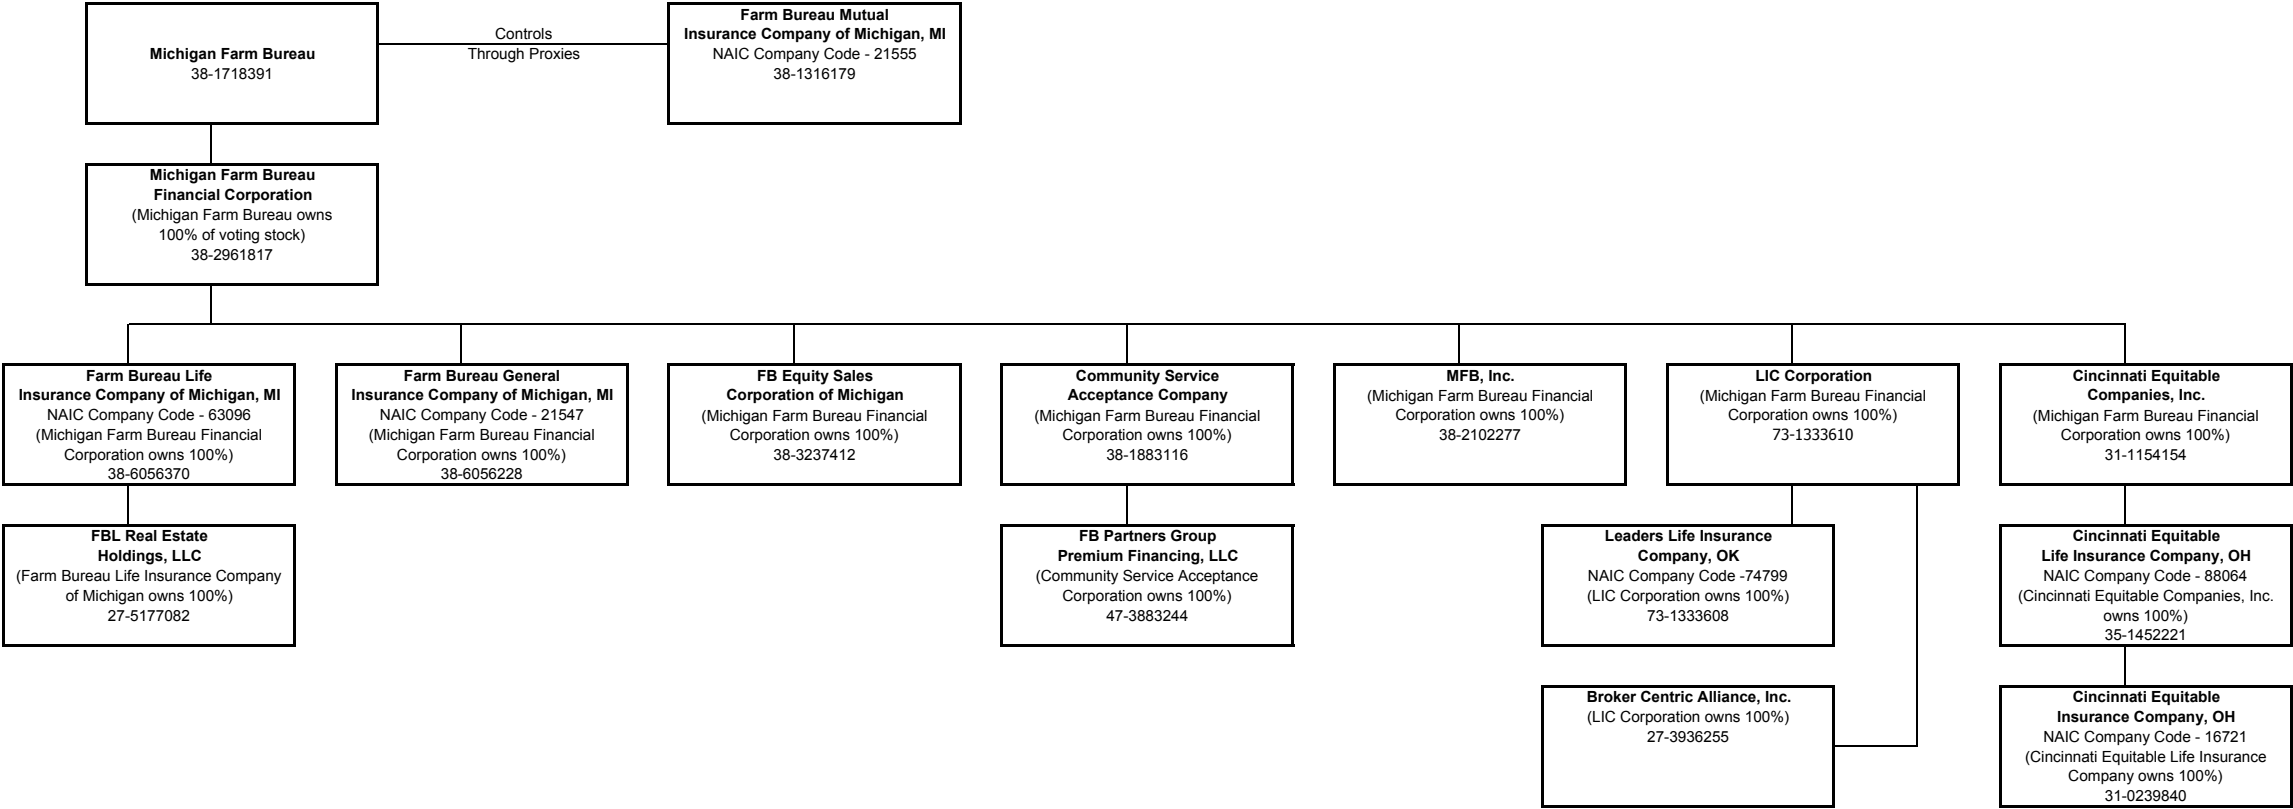 Michigan Farm Bureau
38-1718391
Controls
Through Proxies
Farm Bureau Mutual
Insurance Company of Michigan, MI
NAIC Company Code - 21555
38-1316179
Michigan Farm Bureau
Financial Corporation
(Michigan Farm Bureau owns
100% of voting stock)
38-2961817
Farm Bureau Life
Insurance Company of Michigan, MI
NAIC Company Code - 63096
(Michigan Farm Bureau Financial
Corporation owns 100%)
38-6056370
Farm Bureau General
Insurance Company of Michigan, MI
NAIC Company Code - 21547
(Michigan Farm Bureau Financial
Corporation owns 100%)
38-6056228
FB Equity Sales
Corporation of Michigan
(Michigan Farm Bureau Financial
Corporation owns 100%)
38-3237412
Community Service
Acceptance Company
(Michigan Farm Bureau Financial
Corporation owns 100%)
38-1883116
MFB, Inc.
(Michigan Farm Bureau Financial
Corporation owns 100%)
38-2102277
LIC Corporation
(Michigan Farm Bureau Financial
Corporation owns 100%)
73-1333610
Cincinnati Equitable
Companies, Inc.
(Michigan Farm Bureau Financial
Corporation owns 100%)
31-1154154
FBL Real Estate
Holdings, LLC
(Farm Bureau Life Insurance Company
of Michigan owns 100%)
27-5177082
FB Partners Group
Premium Financing, LLC
(Community Service Acceptance
Corporation owns 100%)
47-3883244
Leaders Life Insurance
Company, OK
NAIC Company Code -74799
(LIC Corporation owns 100%)
73-1333608
Cincinnati Equitable
Life Insurance Company, OH
NAIC Company Code - 88064
(Cincinnati Equitable Companies, Inc.
owns 100%)
35-1452221
Broker Centric Alliance, Inc.
(LIC Corporation owns 100%)
27-3936255
Cincinnati Equitable
Insurance Company, OH
NAIC Company Code - 16721
(Cincinnati Equitable Life Insurance
Company owns 100%)
31-0239840